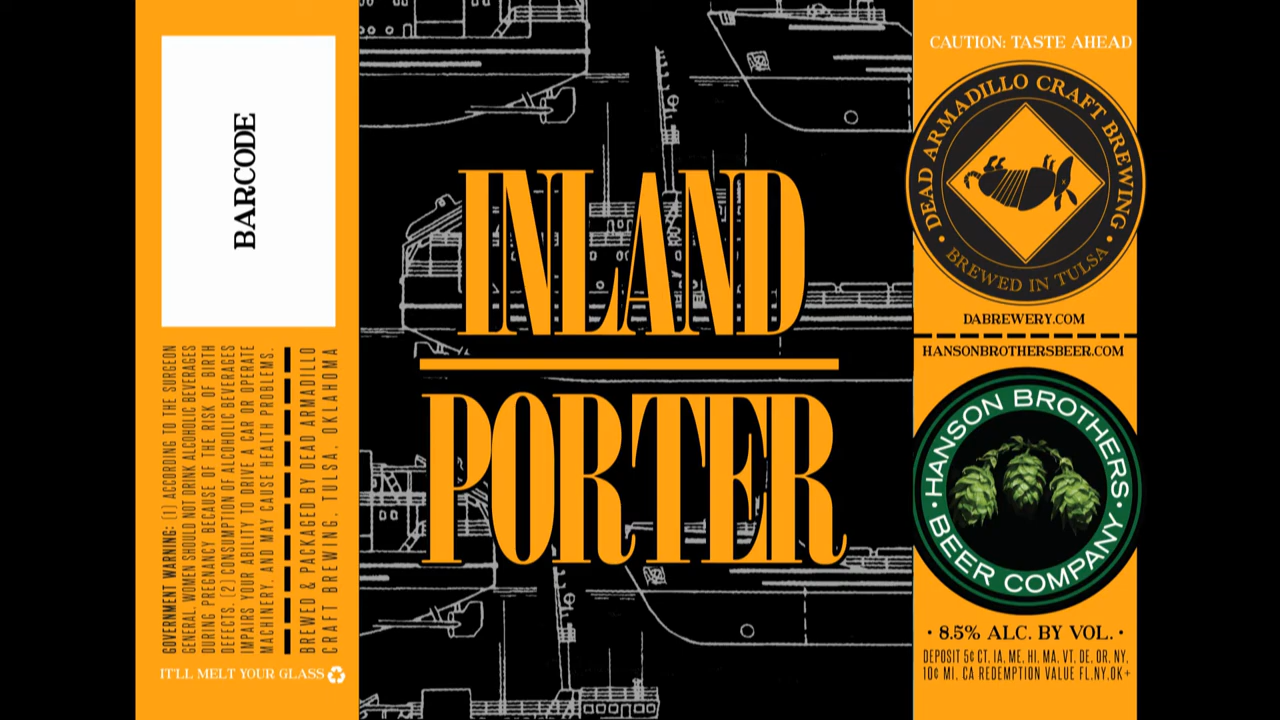 BARCODE
GOVERNMENT WARNING: (1) ACCORDING TO THE SURGEON
GENERAL, WOMEN SHOULD NOT DRINK ALCOHOLIC BEVERAGES
DURING PREGNANCY BECAUSE OF THE RISK OF BIRTH
DEFECTS. (2) CONSUMPTION OF ALCOHOLIC BEVERAGES
IMPAIRS YOUR ABILITY TO DRIVE A CAR OR OPERATE
MACHINERY, AND MAY CAUSE HEALTH PROBLEMS.
BREWED & PACKAGED BY DEAD ARMADILLO
CRAFT BREWING, TULSA, OKLAHOMA
IT'LL MELT YOUR GLASS
INLAND
PORTER
CAUTION: TASTE AHEAD
DEAD ARMADILLO CRAFT BREWING
• BREWED IN TULSA •
DABREWERY.COM
HANSONBROTHERSBEER.COM
• HANSON BROTHERS •
BEER COMPANY
• 8.5% ALC. BY VOL. •
DEPOSIT 5¢ CT, IA, ME, HI, MA, VT, DE, OR, NY,
10¢ MI, CA REDEMPTION VALUE FL,NY,OK+